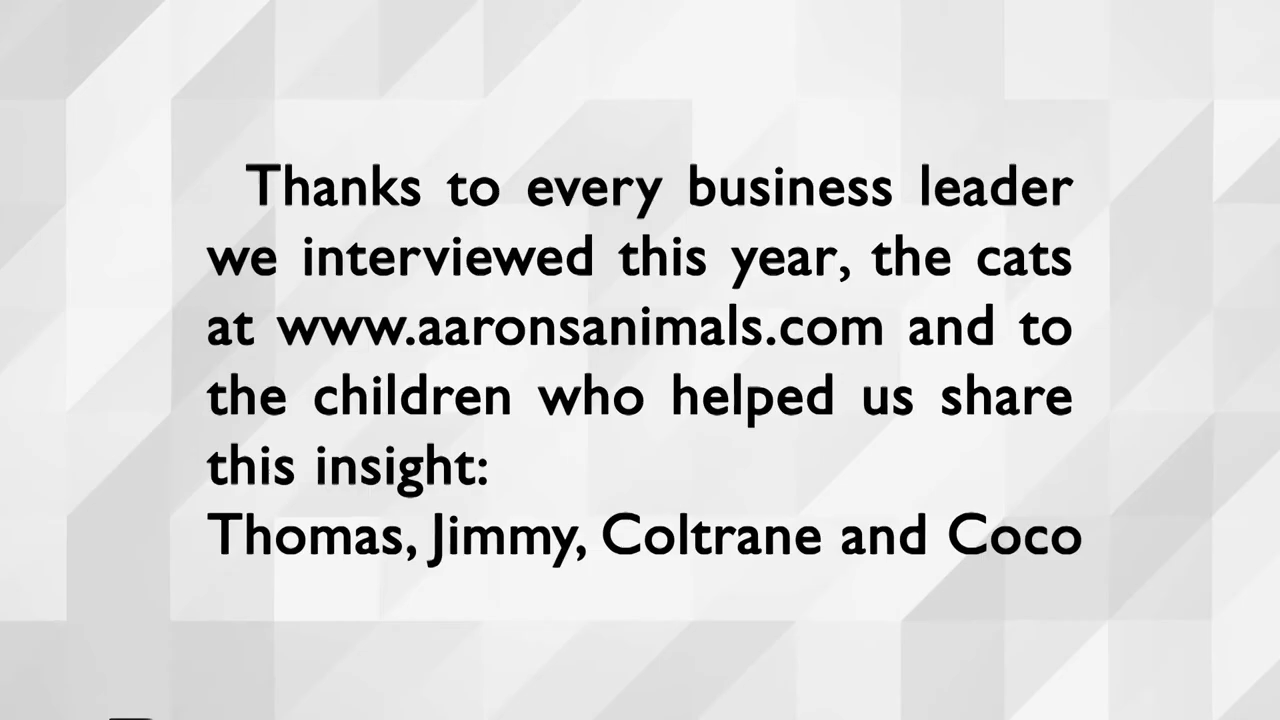 Thanks to every business leader
we interviewed this year, the cats
at www.aaronsanimals.com and to
the children who helped us share
this insight:
Thomas, Jimmy, Coltrane and Coco